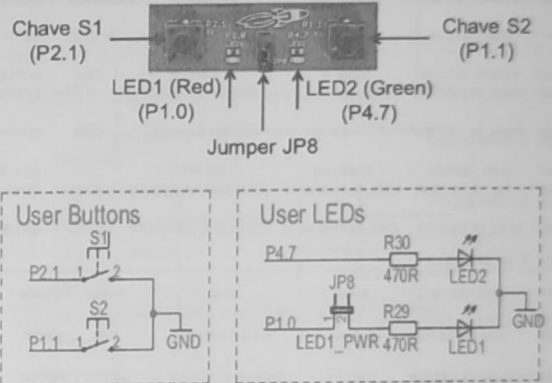 Chave S1
(P2.1)
Chave S2
(P1.1)
LED1 (Red)
(P1.0)
LED2 (Green)
(P4.7)
Jumper JP8
User Buttons
S1
P2.1 1 2
S2
P1.1 1 2
GND
User LEDs
P4.7
R30
470R
LED2
JP8
P1.0
1
2
LED1_PWR
R29
470R
LED1
GND